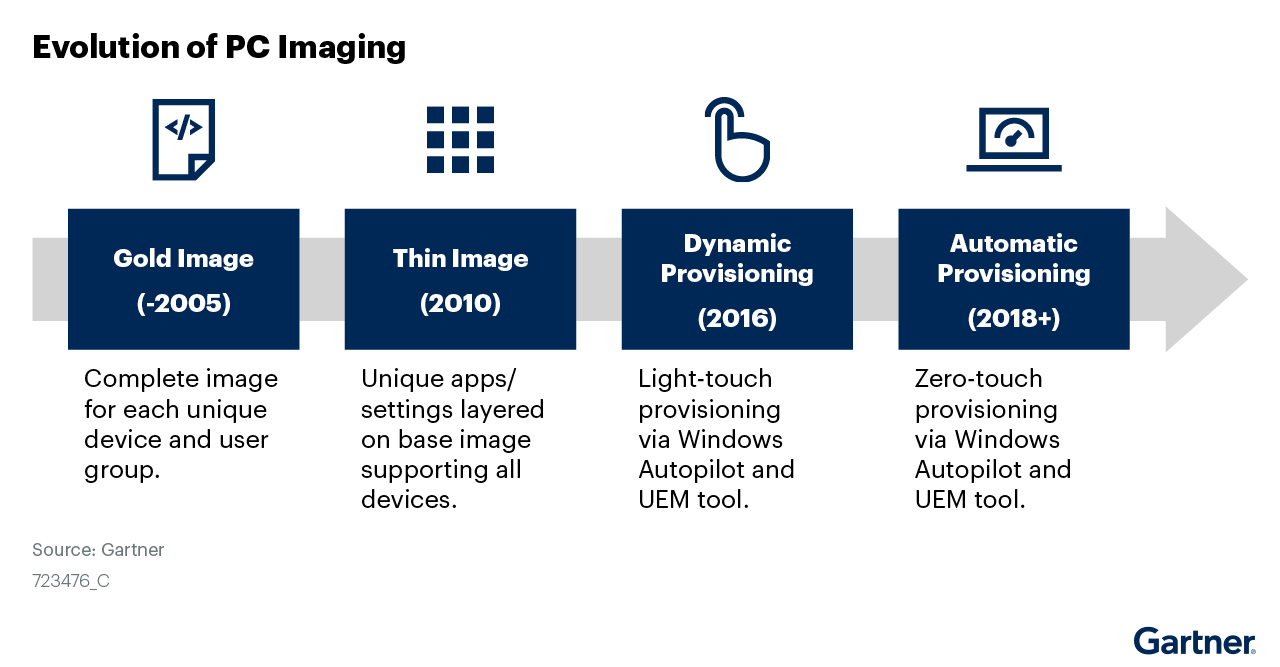 Evolution of PC Imaging
</>
Gold Image
(-2005)
Complete image
for each unique
device and user
group.
Thin Image
(2010)
Unique apps/
settings layered
on base image
supporting all
devices.
Dynamic
Provisioning
(2016)
Light-touch
provisioning
via Windows
Autopilot and
UEM tool.
Automatic
Provisioning
(2018+)
Zero-touch
provisioning
via Windows
Autopilot and
UEM tool.
Source: Gartner
723476_C
Gartner®